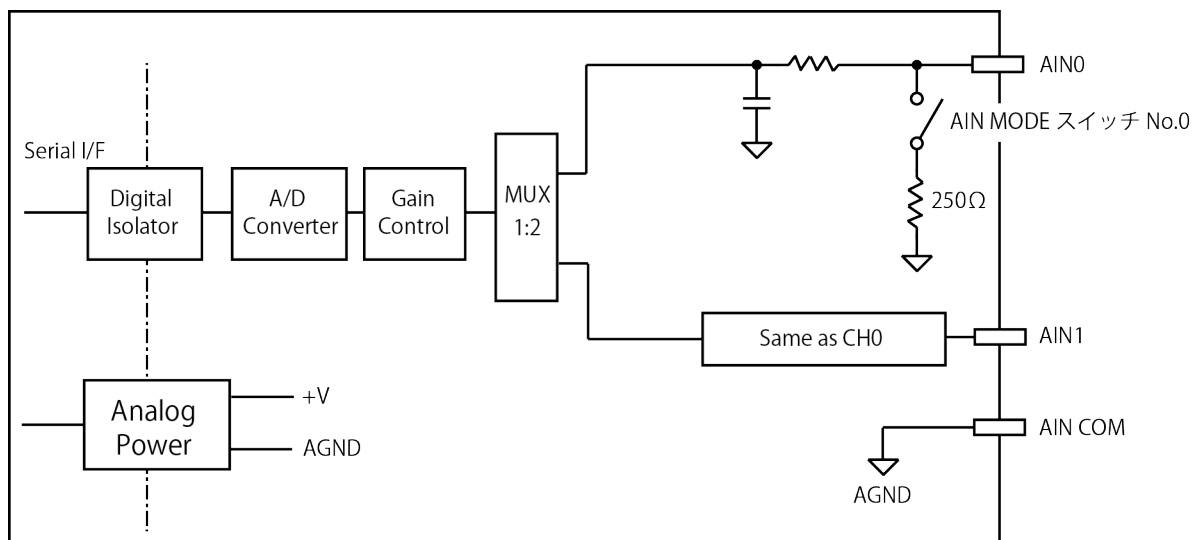 AIN0
AIN MODE スイッチ No.0
Serial I/F
Digital
Isolator
A/D
Converter
Gain
Control
MUX
1:2
250Ω
Same as CH0
AIN1
Analog
Power
+V
AGND
AIN COM
AGND